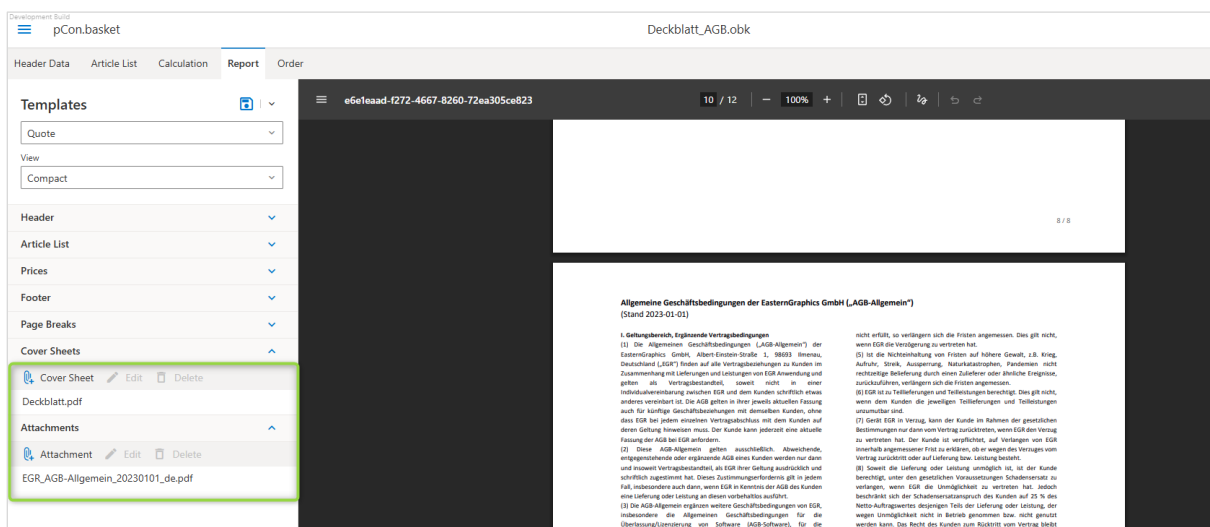 Development Build
pCon.basket
Deckblatt_AGB.obk
Header Data Article List Calculation Report Order
Templates
Quote
View
Compact
Header
Article List
Prices
Footer
Page Breaks
Cover Sheets
Cover Sheet Edit Delete
Deckblatt.pdf
Attachments
Attachment Edit Delete
EGR_AGB-Allgemein_20230101_de.pdf
e6e1eaad-f272-4667-8260-72ea305ce823
10 / 12 − 100% +
8 / 8
Allgemeine Geschäftsbedingungen der EasternGraphics GmbH („AGB-Allgemein“)
(Stand 2023-01-01)
I. Geltungsbereich, Ergänzende Vertragsbedingungen
(1) Die Allgemeinen Geschäftsbedingungen („AGB-Allgemein“) der
EasternGraphics GmbH, Albert-Einstein-Straße 1, 98693 Ilmenau,
Deutschland („EGR“) finden auf alle Vertragsbeziehungen zu Kunden im
Zusammenhang mit Lieferungen und Leistungen von EGR Anwendung und
gelten als Vertragsbestandteil, soweit nicht in einer
Individualvereinbarung zwischen EGR und dem Kunden schriftlich etwas
anderes vereinbart ist. Die AGB gelten in ihrer jeweils aktuellen Fassung
auch für künftige Geschäftsbeziehungen mit demselben Kunden, ohne
dass EGR bei jedem einzelnen Vertragsabschluss mit dem Kunden auf
deren Geltung hinweisen muss. Der Kunde kann jederzeit eine aktuelle
Fassung der AGB bei EGR anfordern.
(2) Diese AGB-Allgemein gelten ausschließlich. Abweichende,
entgegenstehende oder ergänzende AGB eines Kunden werden nur dann
und insoweit Vertragsbestandteil, als EGR ihrer Geltung ausdrücklich und
schriftlich zugestimmt hat. Dieses Zustimmungserfordernis gilt in jedem
Fall, insbesondere auch dann, wenn EGR in Kenntnis der AGB des Kunden
eine Lieferung oder Leistung an diesen vorbehaltlos ausführt.
(3) Die AGB-Allgemein ergänzen weitere Geschäftsbedingungen von EGR,
insbesondere die Allgemeinen Geschäftsbedingungen für die
Überlassung/Lizenzierung von Software (AGB-Software), für die
nicht erfüllt, so verlängern sich die Fristen angemessen. Dies gilt nicht,
wenn EGR die Verzögerung zu vertreten hat.
(5) Ist die Nichteinhaltung von Fristen auf höhere Gewalt, z.B. Krieg,
Aufruhr, Streik, Aussperrung, Naturkatastrophen, Pandemien nicht
rechtzeitige Belieferung durch einen Zulieferer oder ähnliche Ereignisse,
zurückzuführen, verlängern sich die Fristen angemessen.
(6) EGR ist zu Teillieferungen und Teilleistungen berechtigt. Dies gilt nicht,
wenn dem Kunden die jeweiligen Teillieferungen und Teilleistungen
unzumutbar sind.
(7) Gerät EGR in Verzug, kann der Kunde im Rahmen der gesetzlichen
Bestimmungen nur dann vom Vertrag zurücktreten, wenn EGR den Verzug
zu vertreten hat. Der Kunde ist verpflichtet, auf Verlangen von EGR
innerhalb angemessener Frist zu erklären, ob er wegen des Verzuges vom
Vertrag zurücktritt oder auf Lieferung bzw. Leistung besteht.
(8) Soweit die Lieferung oder Leistung unmöglich ist, ist der Kunde
berechtigt, unter den gesetzlichen Voraussetzungen Schadensersatz zu
verlangen, wenn EGR die Unmöglichkeit zu vertreten hat. Jedoch
beschränkt sich der Schadensersatzanspruch des Kunden auf 25 % des
Netto-Auftragswertes desjenigen Teils der Lieferung oder Leistung, der
wegen Unmöglichkeit nicht in Betrieb genommen bzw. nicht genutzt
werden kann. Das Recht des Kunden zum Rücktritt vom Vertrag bleibt